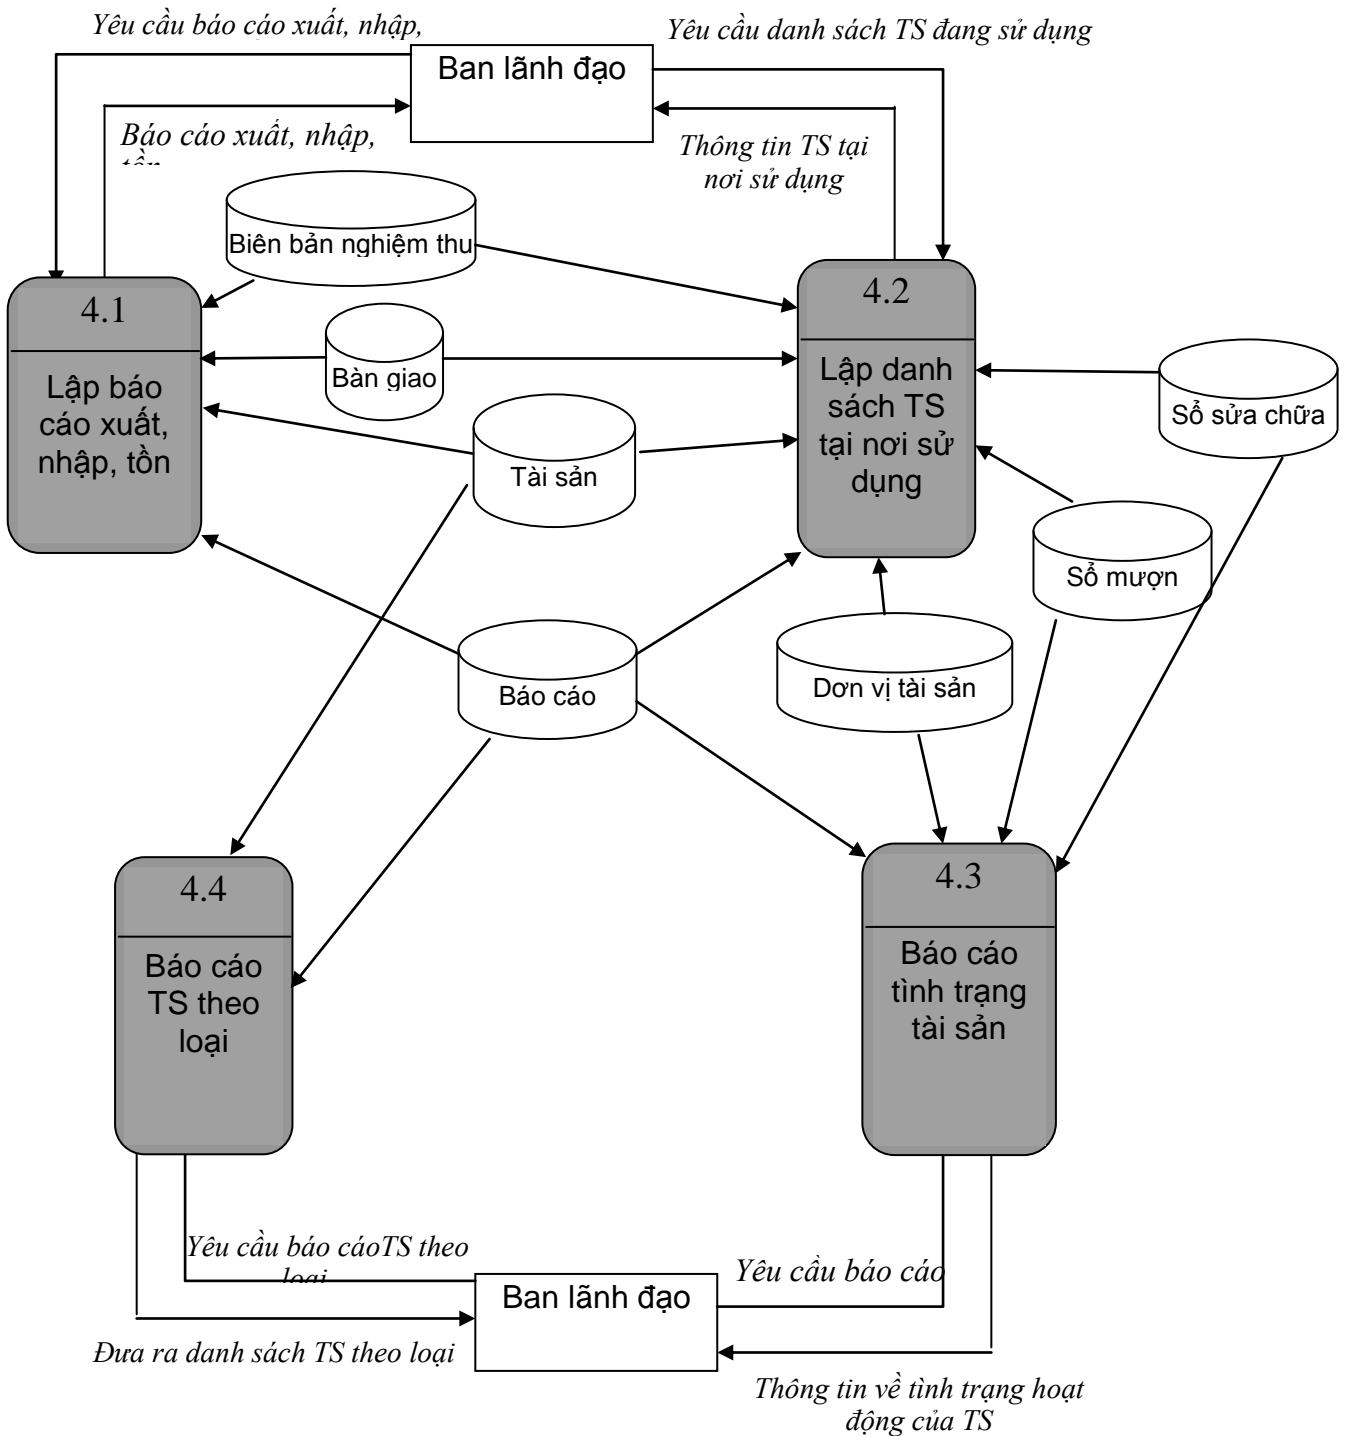 Yêu cầu báo cáo xuất, nhập,
Yêu cầu danh sách TS đang sử dụng
Ban lãnh đạo
Báo cáo xuất, nhập,
tồn
Thông tin TS tại
nơi sử dụng
Biên bản nghiệm thu
4.1
Lập báo
cáo xuất,
nhập, tồn
Bàn giao
4.2
Lập danh
sách TS
tại nơi sử
dụng
Sổ sửa chữa
Tài sản
Sổ mượn
Báo cáo
Dơn vị tài sản
4.4
Báo cáo
TS theo
loại
4.3
Báo cáo
tình trạng
tài sản
Yêu cầu báo cáoTS theo
loại
Ban lãnh đạo
Yêu cầu báo cáo
Đưa ra danh sách TS theo loại
Thông tin về tình trạng hoạt
động của TS